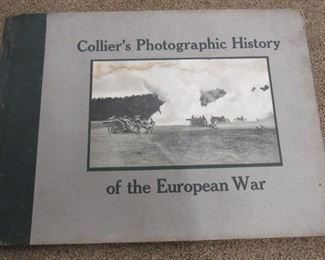 Collier's Photographic History
of the European War